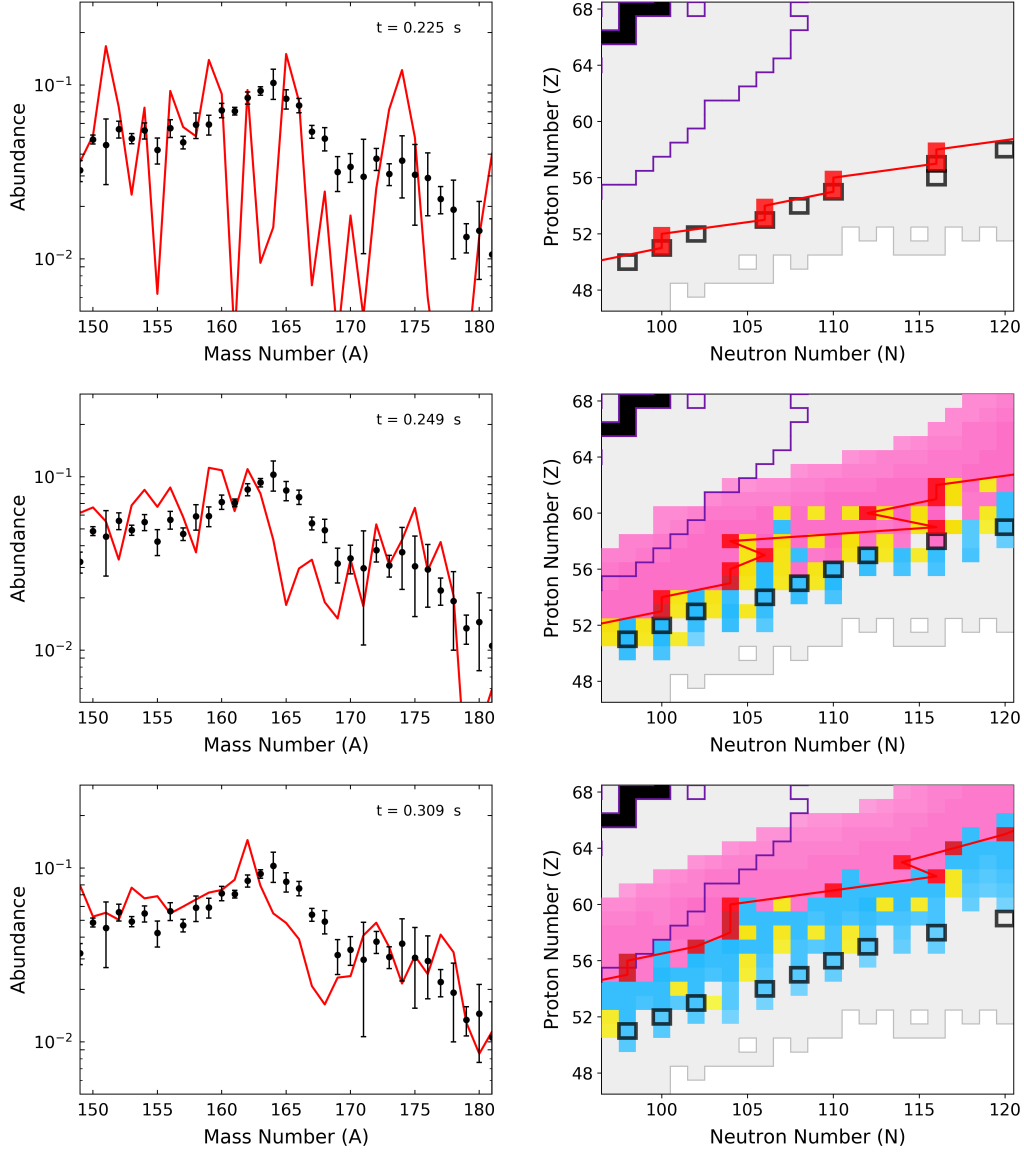 t = 0.225 s
10⁻¹
10⁻²
Abundance
150 155 160 165 170 175 180
Mass Number (A)
68
64
60
56
52
48
Proton Number (Z)
100 105 110 115 120
Neutron Number (N)
t = 0.249 s
10⁻¹
10⁻²
Abundance
150 155 160 165 170 175 180
Mass Number (A)
68
64
60
56
52
48
Proton Number (Z)
100 105 110 115 120
Neutron Number (N)
t = 0.309 s
10⁻¹
10⁻²
Abundance
150 155 160 165 170 175 180
Mass Number (A)
68
64
60
56
52
48
Proton Number (Z)
100 105 110 115 120
Neutron Number (N)